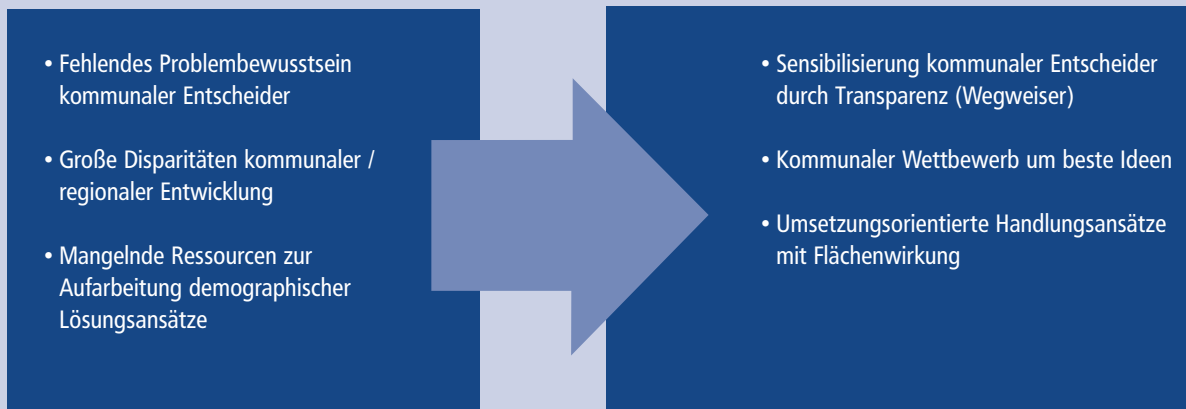 • Fehlendes Problembewusstsein
kommunaler Entscheider
• Große Disparitäten kommunaler /
regionaler Entwicklung
• Mangelnde Ressourcen zur
Aufarbeitung demographischer
Lösungsansätze
• Sensibilisierung kommunaler Entscheider
durch Transparenz (Wegweiser)
• Kommunaler Wettbewerb um beste Ideen
• Umsetzungsorientierte Handlungsansätze
mit Flächenwirkung